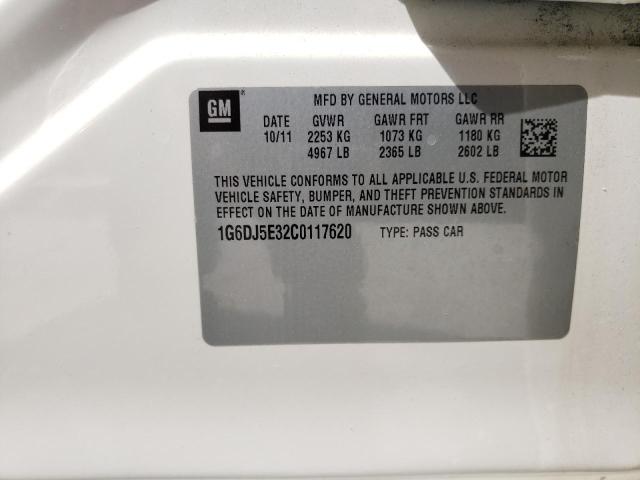 GM®
MFD BY GENERAL MOTORS LLC
DATE GVWR GAWR FRT GAWR RR
10/11 2253 KG 1073 KG 1180 KG
4967 LB 2365 LB 2602 LB
THIS VEHICLE CONFORMS TO ALL APPLICABLE U.S. FEDERAL MOTOR
VEHICLE SAFETY, BUMPER, AND THEFT PREVENTION STANDARDS IN
EFFECT ON THE DATE OF MANUFACTURE SHOWN ABOVE.
1G6DJ5E32C0117620 TYPE: PASS CAR